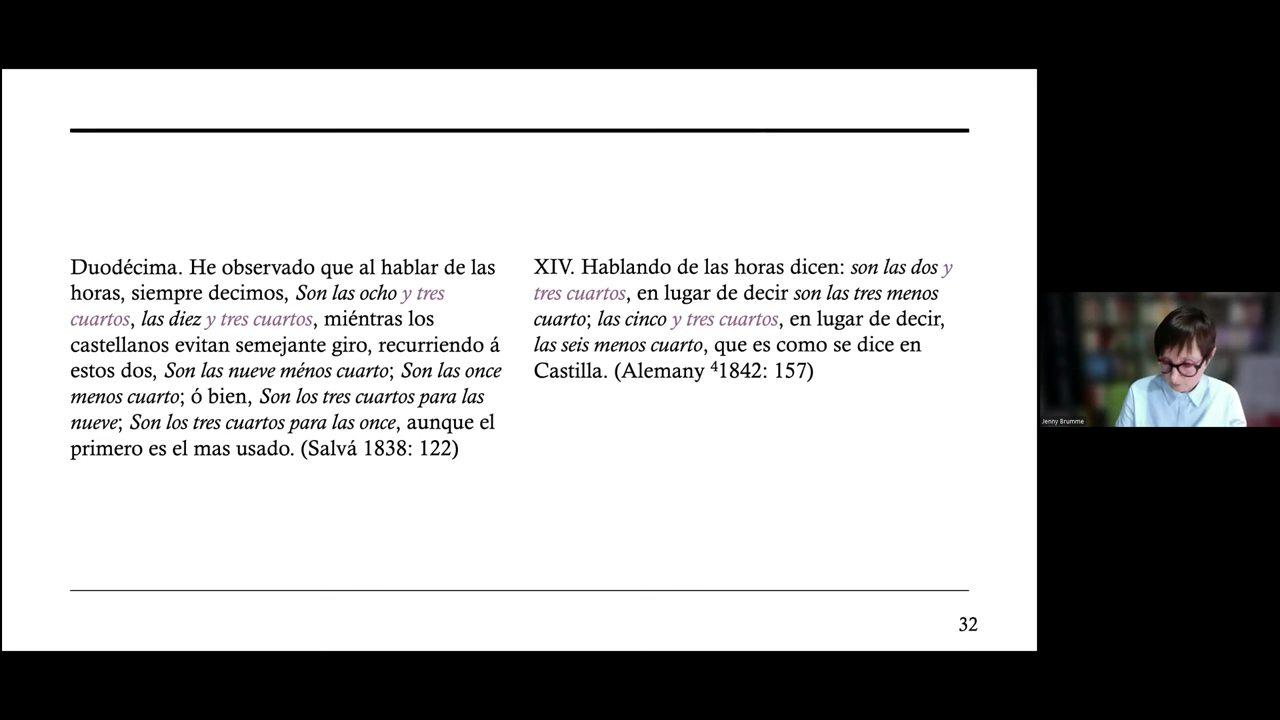 Duodécima. He observado que al hablar de las
horas, siempre decimos, Son las ocho y tres
cuartos, las diez y tres cuartos, miéntras los
castellanos evitan semejante giro, recurriendo á
estos dos, Son las nueve ménos cuarto; Son las once
menos cuarto; ó bien, Son los tres cuartos para las
nueve; Son los tres cuartos para las once, aunque el
primero es el mas usado. (Salvá 1838: 122)
XIV. Hablando de las horas dicen: son las dos y
tres cuartos, en lugar de decir son las tres menos
cuarto; las cinco y tres cuartos, en lugar de decir,
las seis menos cuarto, que es como se dice en
Castilla. (Alemany ⁴1842: 157)
32
Jenny Brumme